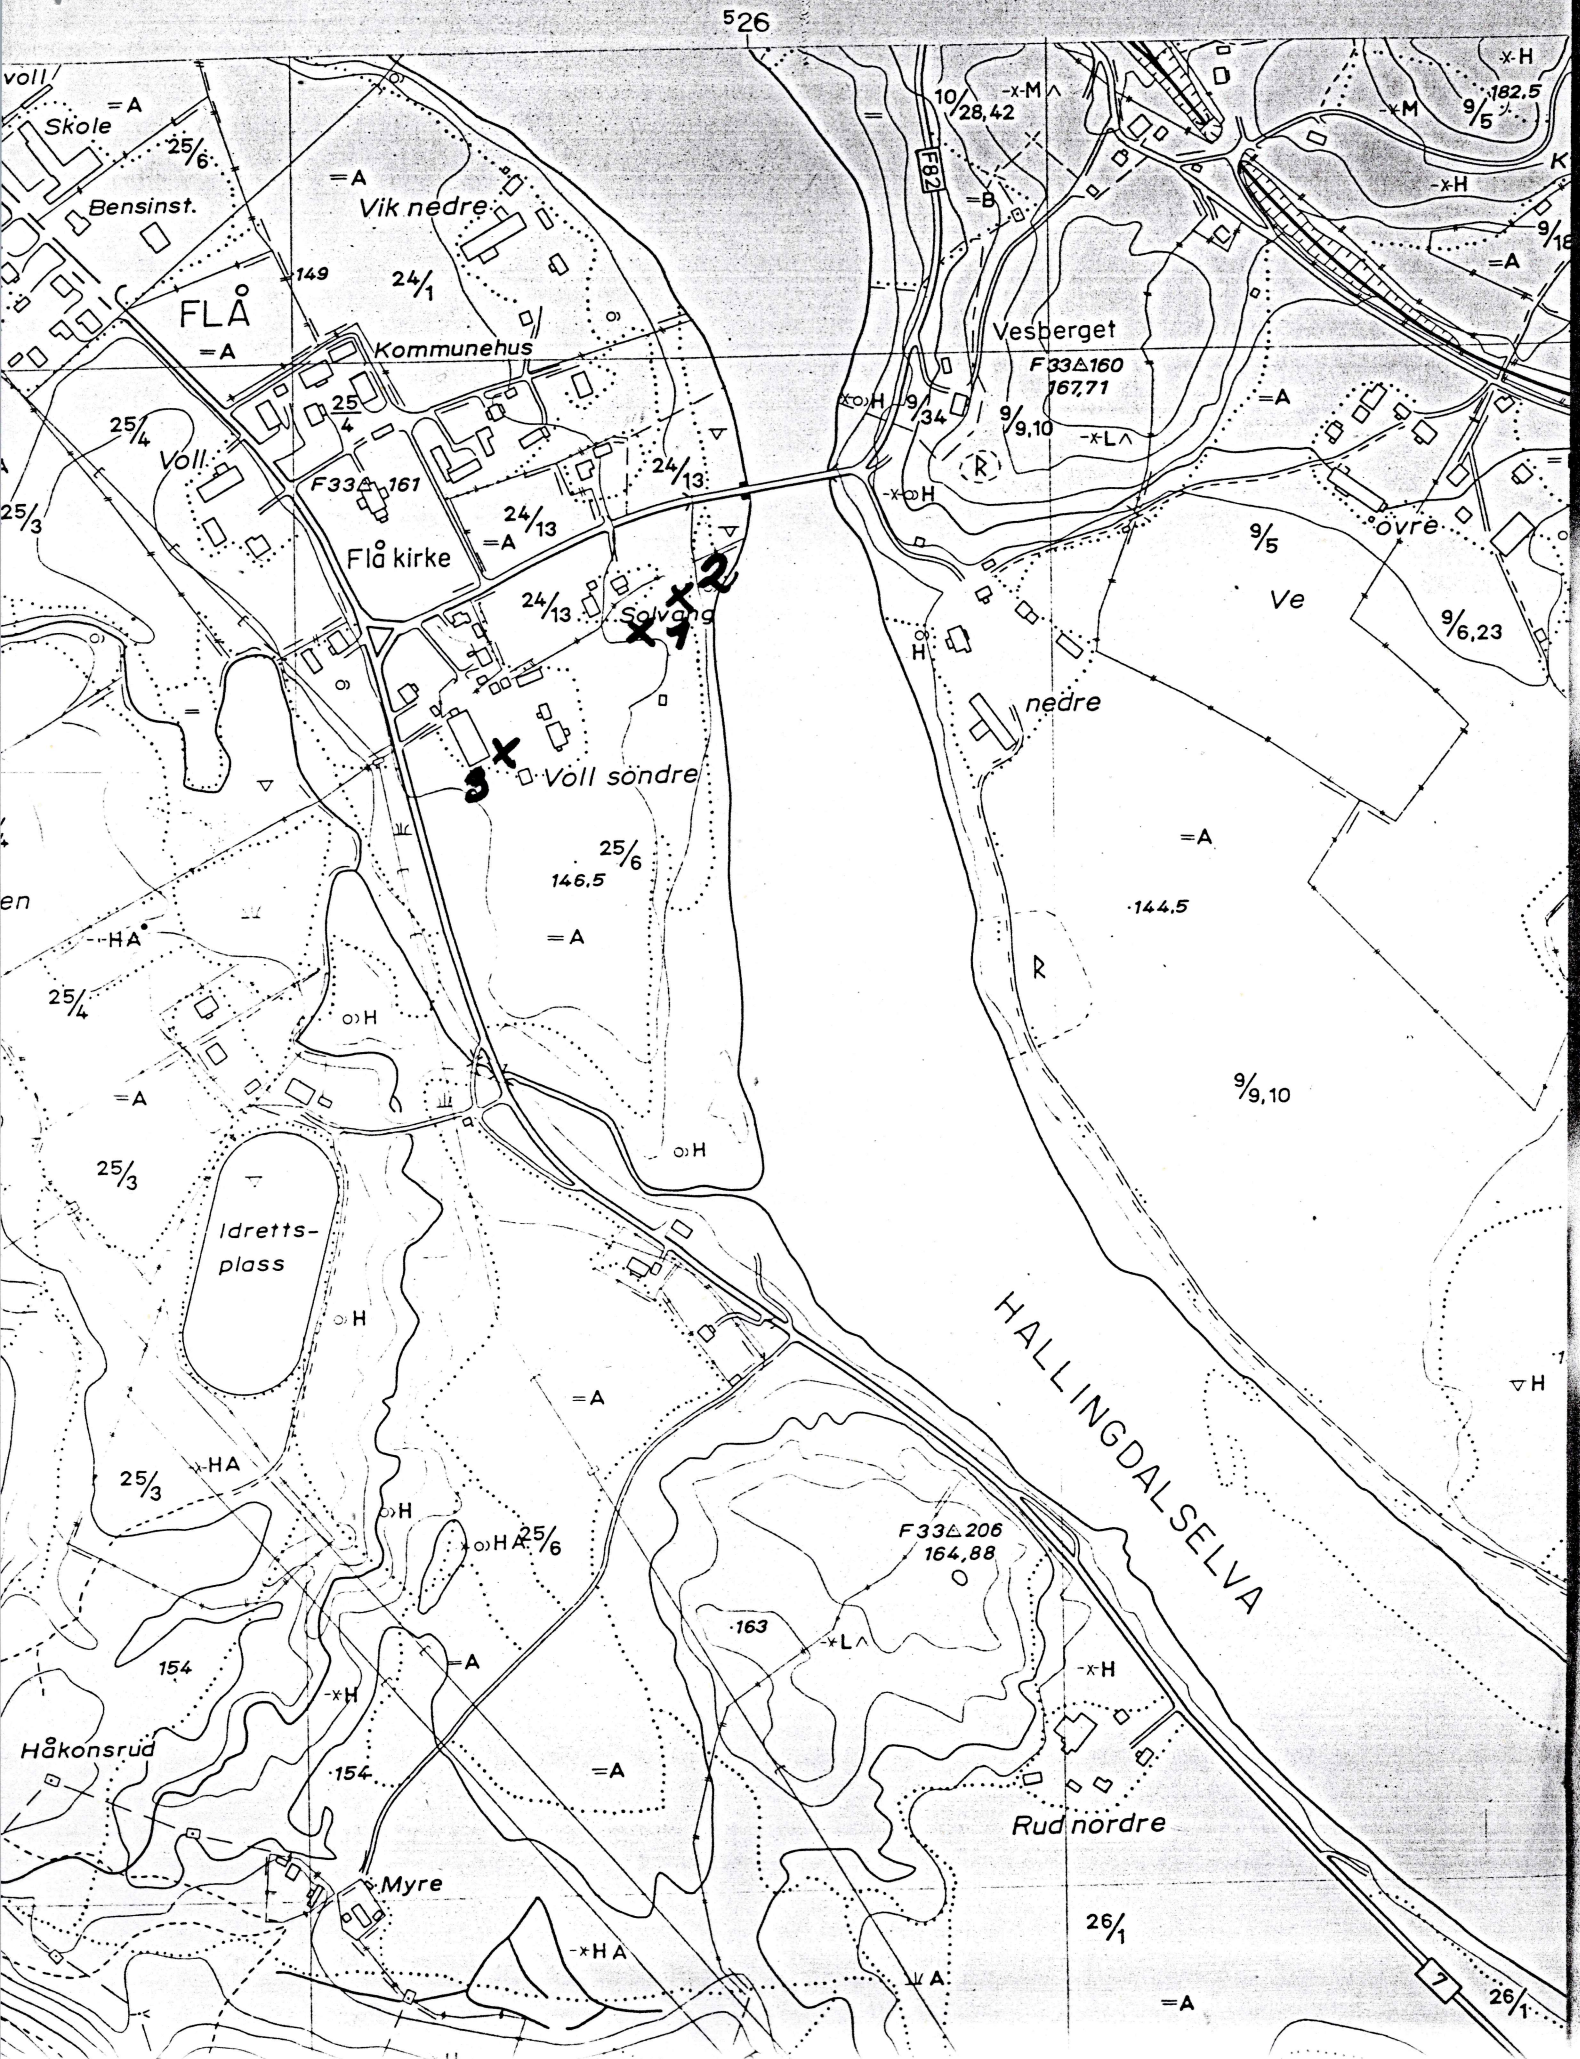 ⁵26
voll
=A
Skole
25/6
Bensinst.
=A
Vik nedre
149
24/1
FLÅ
=A
Kommunehus
25/4
25/4
Voll
F33△161
25/3
Flå kirke
=A
24/13
24/13
24/13
Solvang
2
1
3
Voll søndre
10/28,42
-x-M ∧
F82
=B
x-H
182,5
9/5
-x-M
-x-H
K
9/18
=A
Vesberget
F33△160
167,71
H
9/34
9/9,10
-x-L∧
=A
R
H
9/5
øvre
Ve
9/6,23
H
nedre
25/6
146,5
=A
=A
·144,5
en
HA
25/4
R
H
=A
9/9,10
25/3
H
Idretts-
plass
H
HALLINGDALSELVA
=A
H
25/3
HA
H
HA
25/6
F33△206
164,88
·163
-x-L∧
154
=A
-x-H
-x-H
Håkonsrud
·154
=A
Rud nordre
Myre
26/1
-x-HA
A
=A
7
26/1